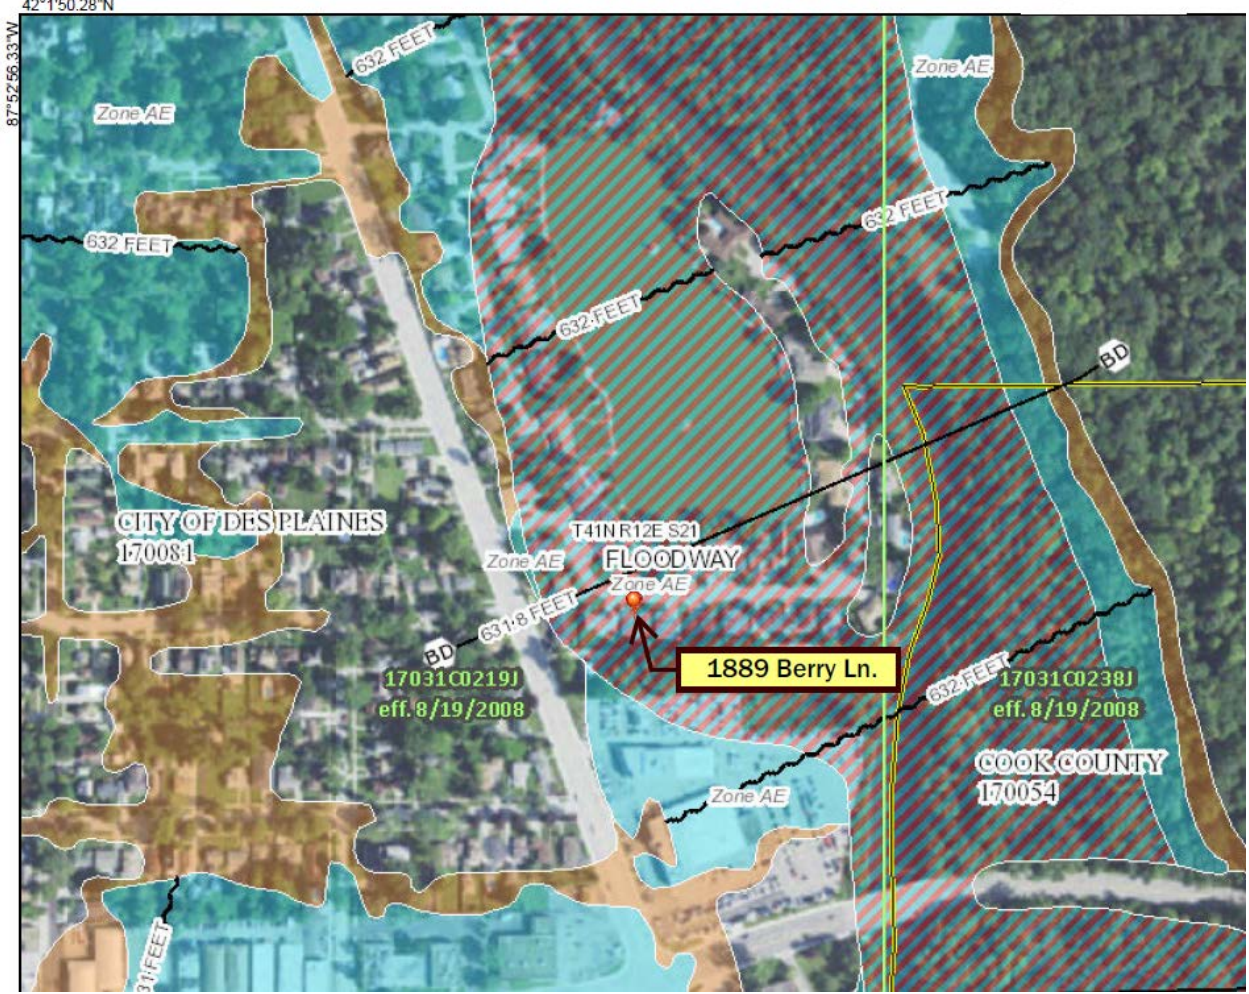 42°1'50.28"N
87°52'56.33"W
632 FEET
Zone AE
Zone AE
632 FEET
632 FEET
632 FEET
BD
CITY OF DES PLAINES
170081
T41N R12E S21
FLOODWAY
Zone AE
Zone AE
631.8 FEET
BD
1889 Berry Ln.
17031C0219J
eff. 8/19/2008
632 FEET
17031C0238J
eff. 8/19/2008
COOK COUNTY
170054
Zone AE
31 FEET